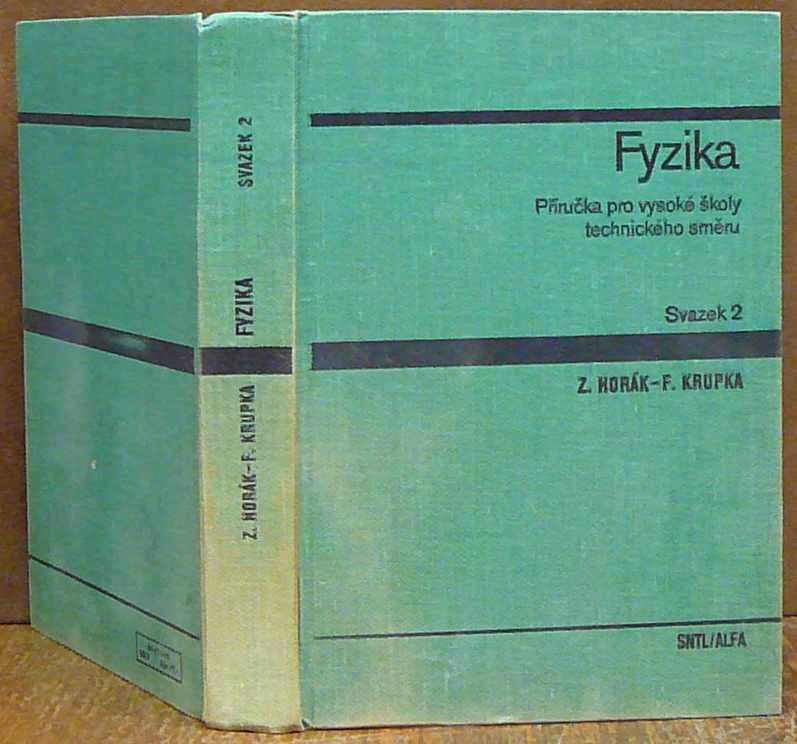 Fyzika
Příručka pro vysoké školy
technického směru
Svazek 2
Z. HORÁK-F. KRUPKA
SNTL/ALFA
Z. HORÁK-F. KRUPKA FYZIKA SVAZEK 2